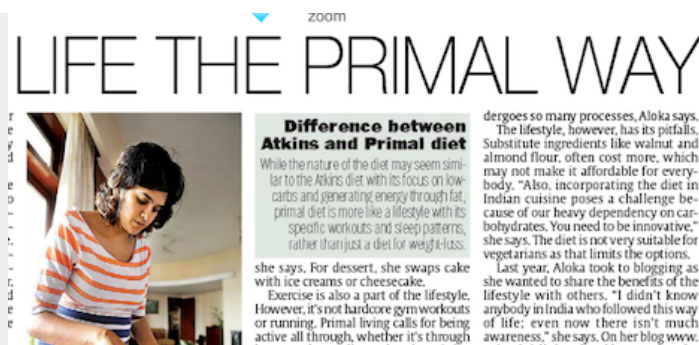 zoom
LIFE THE PRIMAL WAY
Difference between
Atkins and Primal diet
While the nature of the diet may seem simi-
lar to the Atkins diet with its focus on low-
carbs and generating energy through fat,
primal diet is more like a lifestyle with its
specific workouts and sleep patterns,
rather than just a diet for weight-loss.
she says. For dessert, she swaps cake
with ice creams or cheesecake.
Exercise is also a part of the lifestyle.
However, it's not hardcore gym workouts
or running. Primal living calls for being
active all through, whether it's through
dergoes so many processes, Aloka says.
The lifestyle, however, has its pitfalls.
Substitute ingredients like walnut and
almond flour, often cost more, which
may not make it affordable for every-
body. "Also, incorporating the diet in
Indian cuisine poses a challenge be-
cause of our heavy dependency on car-
bohydrates. You need to be innovative,"
she says. The diet is not very suitable for
vegetarians as that limits the options.
Last year, Aloka took to blogging as
she wanted to share the benefits of the
lifestyle with others. "I didn't know
anybody in India who followed this way
of life; even now there isn't much
awareness," she says. On her blog www.